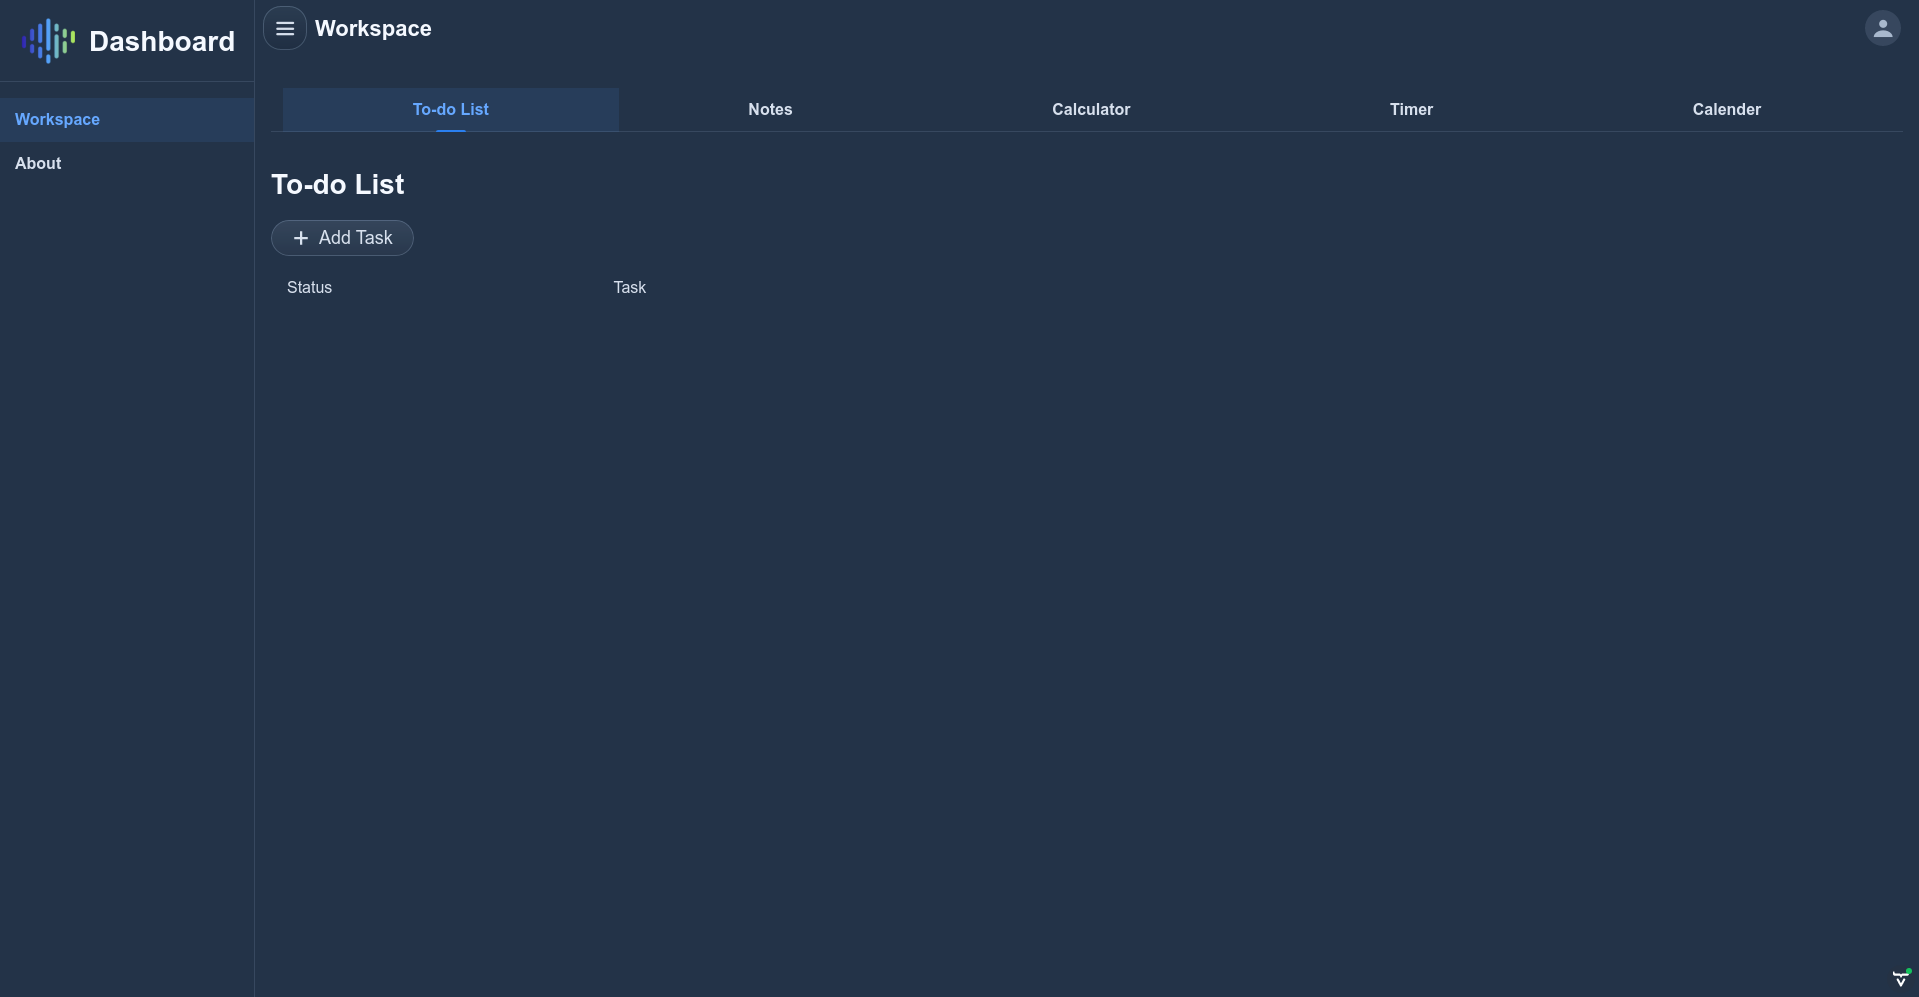 Dashboard
Workspace
About
Workspace
To-do List
Notes
Calculator
Timer
Calender
To-do List
Add Task
Status
Task